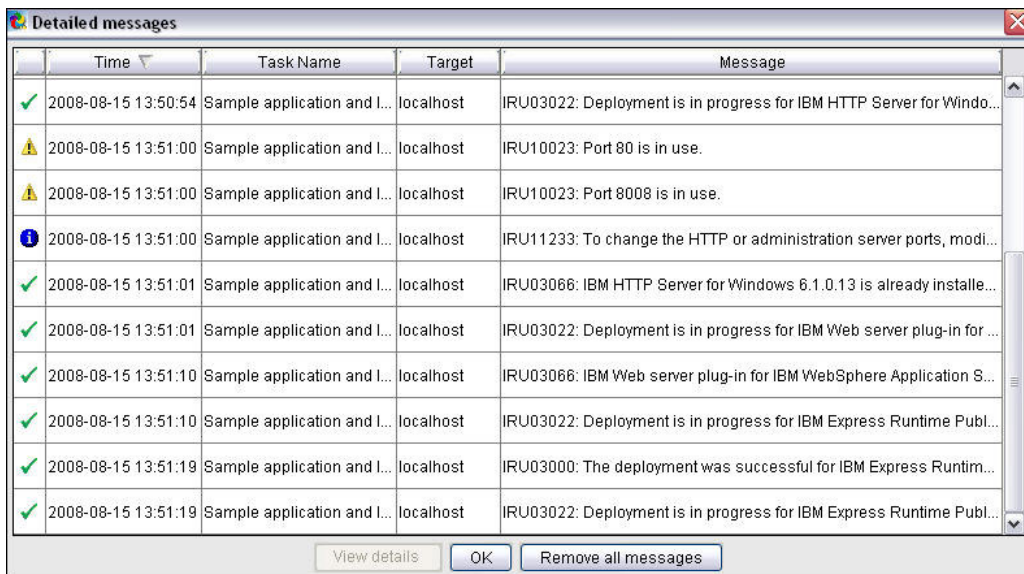 Detailed messages
Time Task Name Target Message
2008-08-15 13:50:54 Sample application and I... localhost IRU03022: Deployment is in progress for IBM HTTP Server for Windo...
2008-08-15 13:51:00 Sample application and I... localhost IRU10023: Port 80 is in use.
2008-08-15 13:51:00 Sample application and I... localhost IRU10023: Port 8008 is in use.
2008-08-15 13:51:00 Sample application and I... localhost IRU11233: To change the HTTP or administration server ports, modi...
2008-08-15 13:51:01 Sample application and I... localhost IRU03066: IBM HTTP Server for Windows 6.1.0.13 is already installe...
2008-08-15 13:51:01 Sample application and I... localhost IRU03022: Deployment is in progress for IBM Web server plug-in for ...
2008-08-15 13:51:10 Sample application and I... localhost IRU03066: IBM Web server plug-in for IBM WebSphere Application S...
2008-08-15 13:51:10 Sample application and I... localhost IRU03022: Deployment is in progress for IBM Express Runtime Publ...
2008-08-15 13:51:19 Sample application and I... localhost IRU03000: The deployment was successful for IBM Express Runtim...
2008-08-15 13:51:19 Sample application and I... localhost IRU03022: Deployment is in progress for IBM Express Runtime Publ...
View details OK Remove all messages